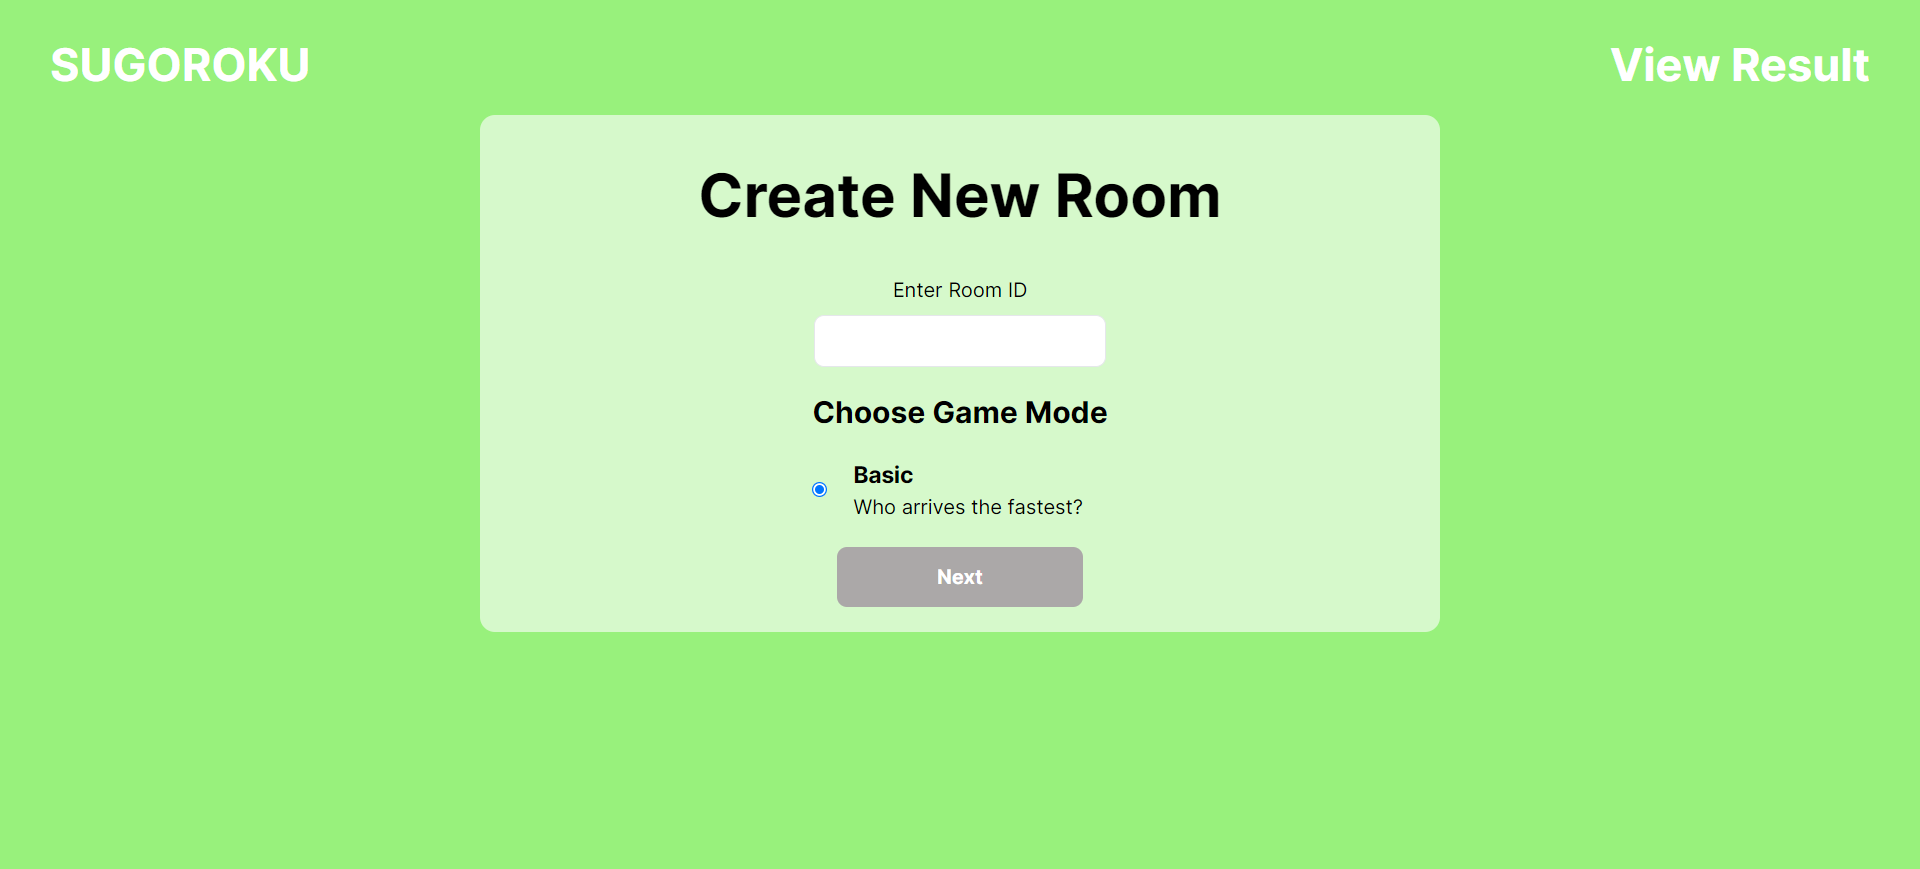 SUGOROKU
View Result
Create New Room
Enter Room ID
Choose Game Mode
Basic
Who arrives the fastest?
Next